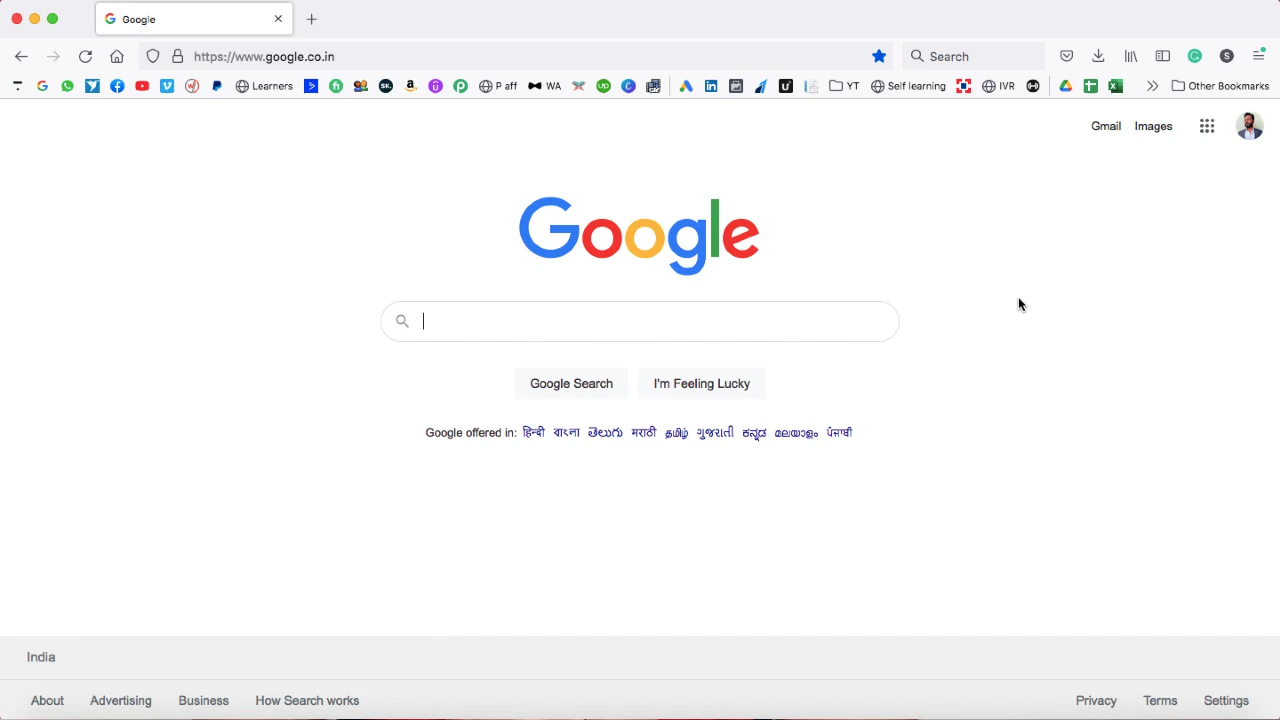 Google
https://www.google.co.in
Search
Learners
P aff
WA
YT
Self learning
IVR
Other Bookmarks
Gmail Images
Google
Google Search I'm Feeling Lucky
Google offered in: हिन्दी বাংলা తెలుగు मराठी தமிழ் ગુજરાતી ಕನ್ನಡ മലയാളം ਪੰਜਾਬੀ
India
About Advertising Business How Search works Privacy Terms Settings